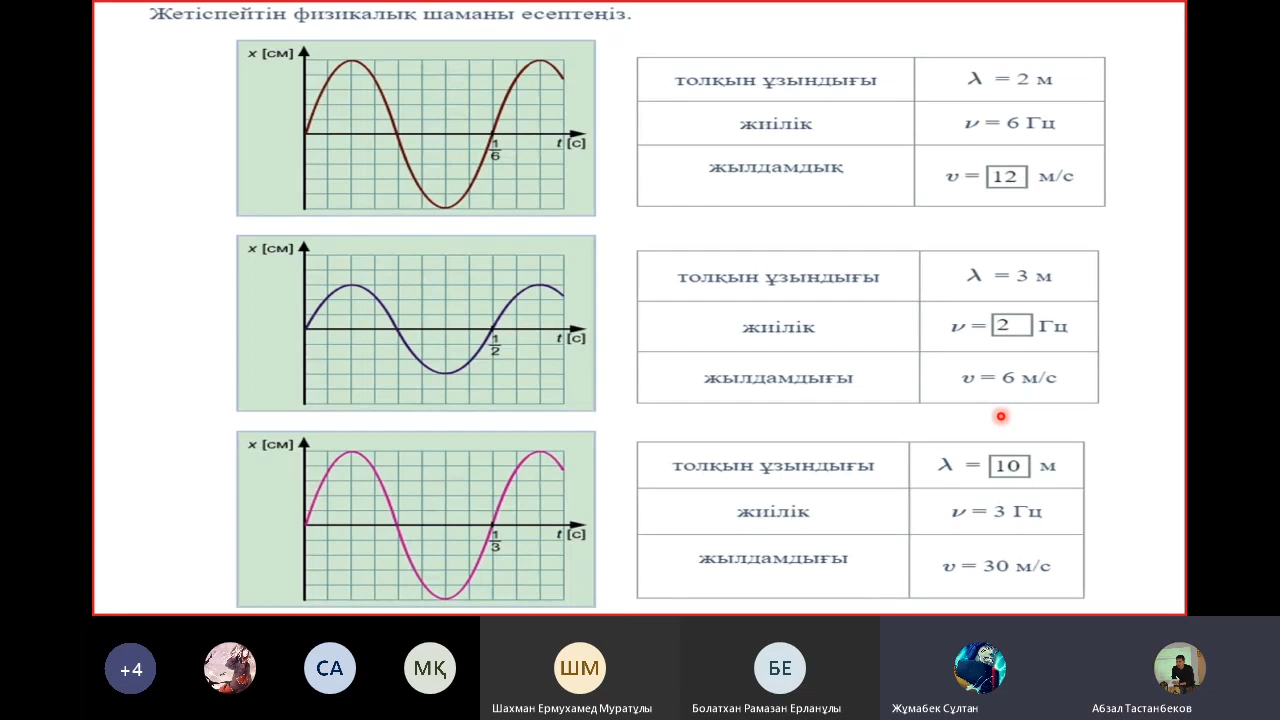 Жетіспейтін физикалық шаманы есептеңіз.
x [см]
1
6
t [с]
толқын ұзындығы
λ = 2 м
жиілік
ν = 6 Гц
жылдамдық
υ = 12 м/с
x [см]
1
2
t [с]
толқын ұзындығы
λ = 3 м
жиілік
ν = 2 Гц
жылдамдығы
υ = 6 м/с
x [см]
1
3
t [с]
толқын ұзындығы
λ = 10 м
жиілік
ν = 3 Гц
жылдамдығы
υ = 30 м/с
+4
СА
МҚ
ШМ
БЕ
Шахман Ермухамед Муратұлы
Болатхан Рамазан Ерланұлы
Жұмабек Сұлтан
Абзал Тастанбеков